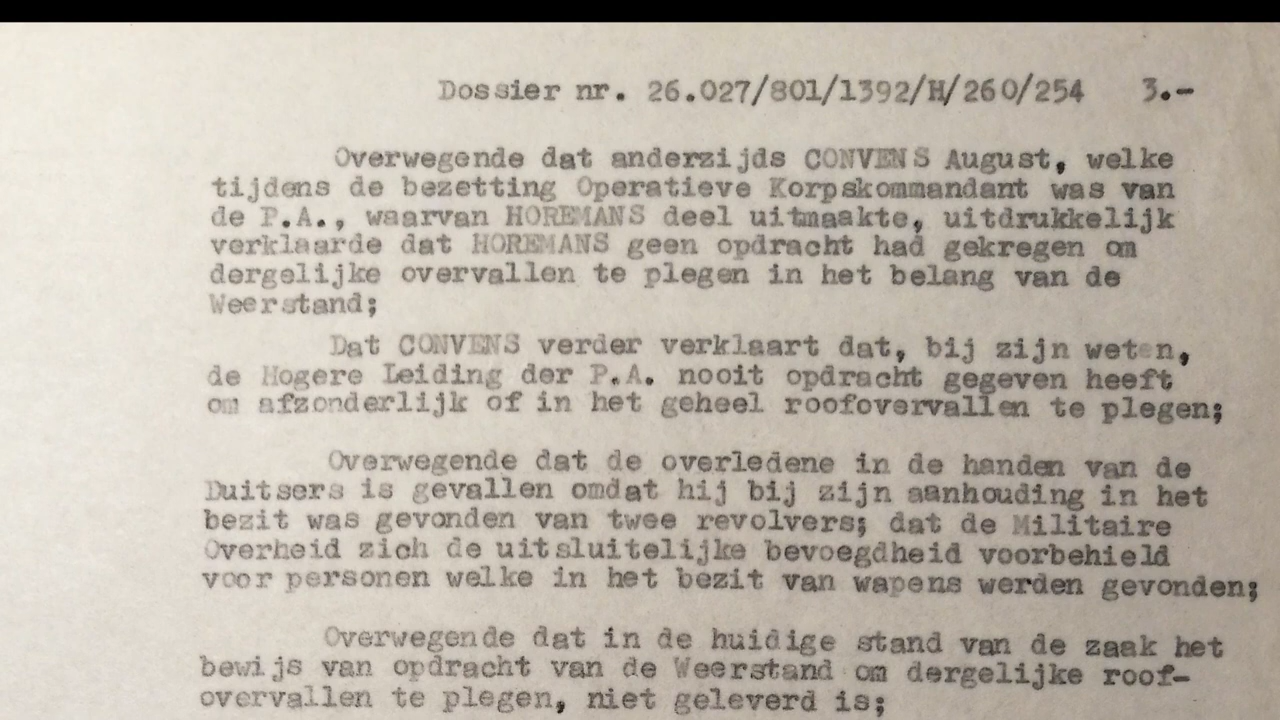 Dossier nr. 26.027/801/1392/H/260/254 3.-
Overwegende dat anderzijds CONVENS August, welke
tijdens de bezetting Operatieve Korpskommandant was van
de P.A., waarvan HOREMANS deel uitmaakte, uitdrukkelijk
verklaarde dat HOREMANS geen opdracht had gekregen om
dergelijke overvallen te plegen in het belang van de
Weerstand;
Dat CONVENS verder verklaart dat, bij zijn weten,
de Hogere Leiding der P.A. nooit opdracht gegeven heeft
om afzonderlijk of in het geheel roofovervallen te plegen;
Overwegende dat de overledene in de handen van de
Duitsers is gevallen omdat hij bij zijn aanhouding in het
bezit was gevonden van twee revolvers; dat de Militaire
Overheid zich de uitsluitelijke bevoegdheid voorbehield
voor personen welke in het bezit van wapens werden gevonden;
Overwegende dat in de huidige stand van de zaak het
bewijs van opdracht van de Weerstand om dergelijke roof-
overvallen te plegen, niet geleverd is;